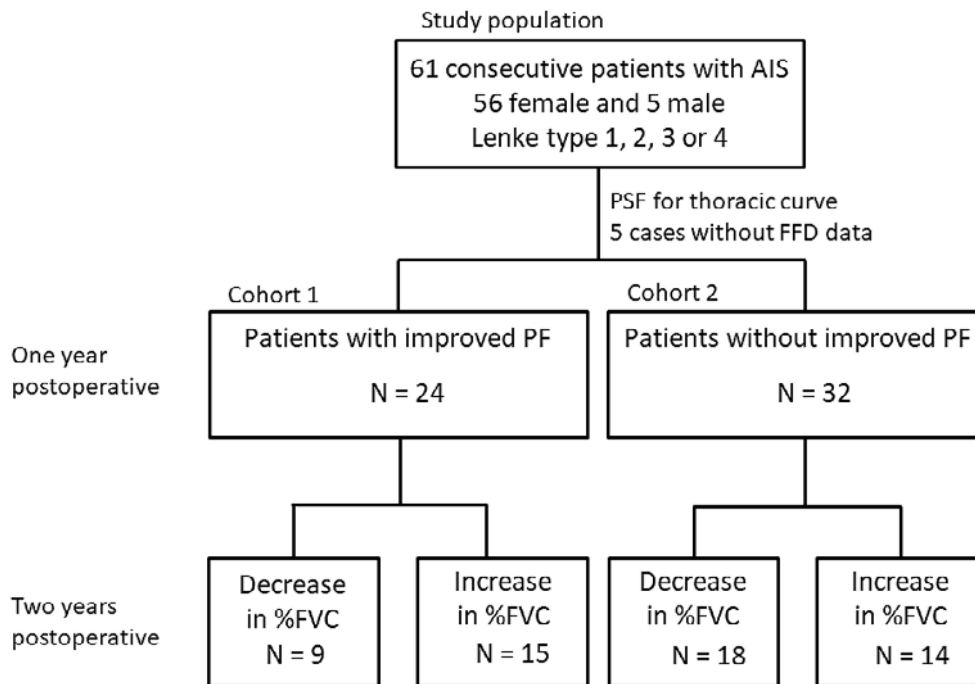 Study population
61 consecutive patients with AIS
56 female and 5 male
Lenke type 1, 2, 3 or 4
PSF for thoracic curve
5 cases without FFD data
Cohort 1
Cohort 2
One year
postoperative
Patients with improved PF
N = 24
Patients without improved PF
N = 32
Two years
postoperative
Decrease
in %FVC
N = 9
Increase
in %FVC
N = 15
Decrease
in %FVC
N = 18
Increase
in %FVC
N = 14